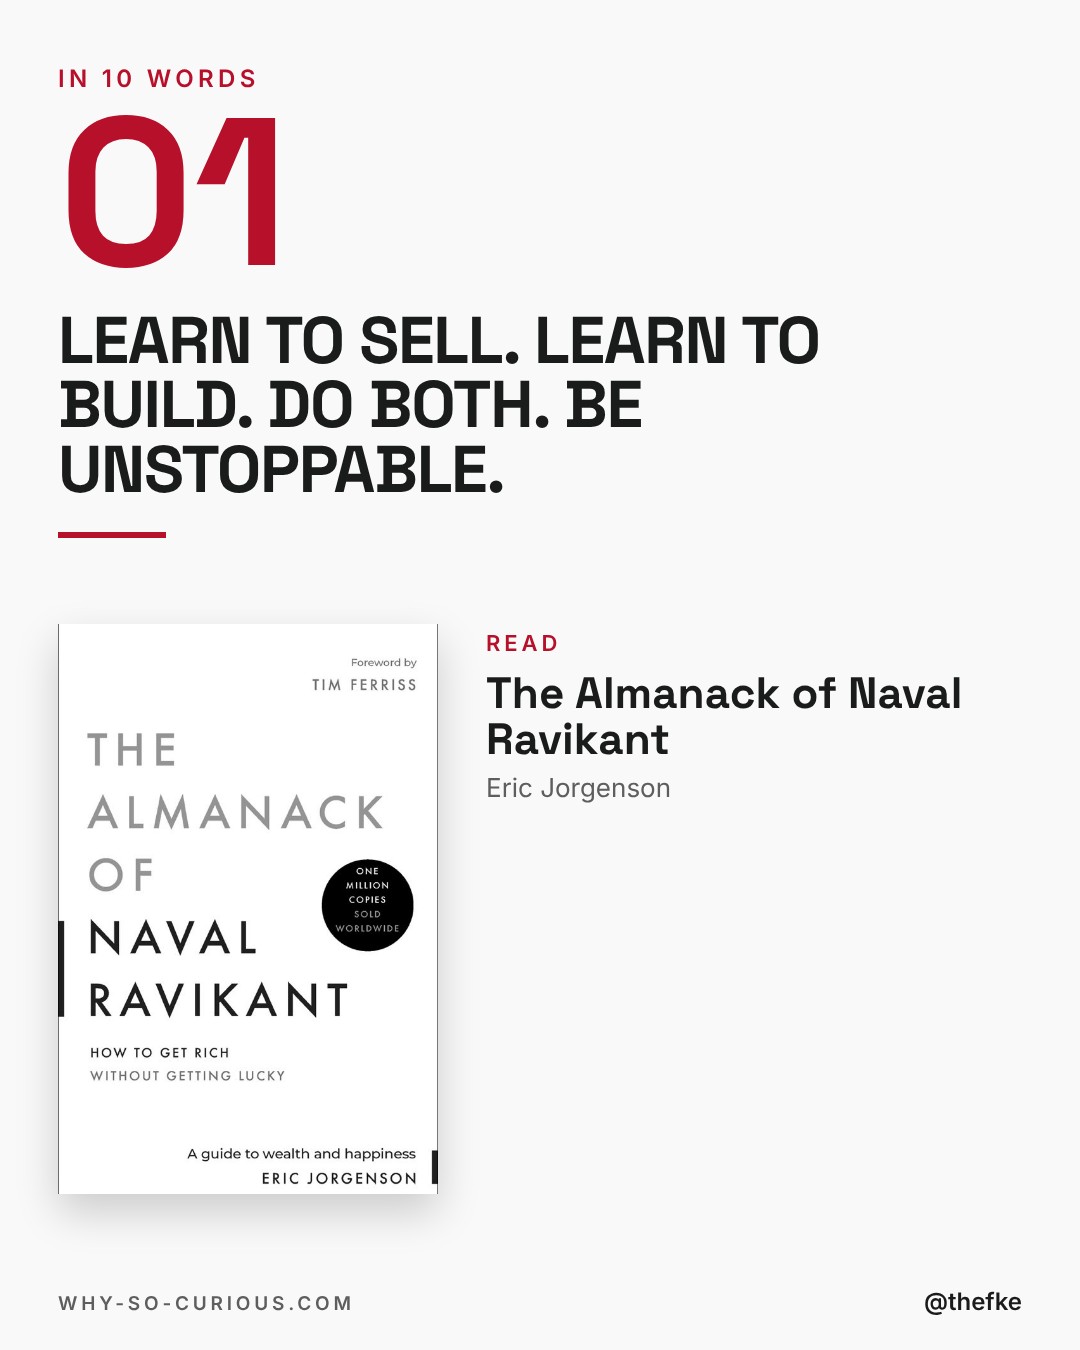 IN 10 WORDS
01
LEARN TO SELL. LEARN TO
BUILD. DO BOTH. BE
UNSTOPPABLE.
Foreword by
TIM FERRISS
THE
ALMANACK
OF
NAVAL
RAVIKANT
ONE
MILLION
COPIES
SOLD
WORLDWIDE
HOW TO GET RICH
WITHOUT GETTING LUCKY
A guide to wealth and happiness
ERIC JORGENSON
READ
The Almanack of Naval
Ravikant
Eric Jorgenson
WHY-SO-CURIOUS.COM
@thefke